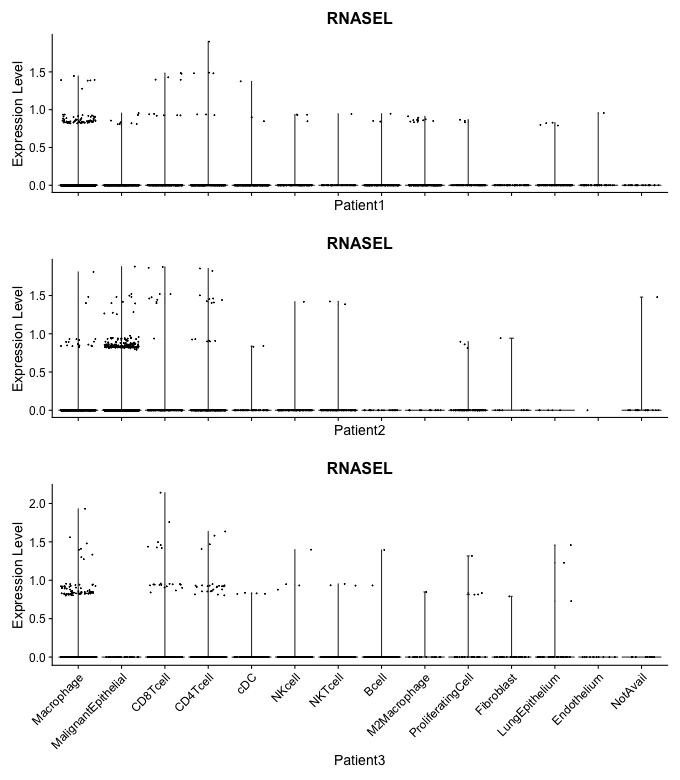 RNASEL
Expression Level
1.5
1.0
0.5
0.0
Patient1
RNASEL
Expression Level
1.5
1.0
0.5
0.0
Patient2
RNASEL
Expression Level
2.0
1.5
1.0
0.5
0.0
Macrophage
MalignantEpithelial
CD8Tcell
CD4Tcell
cDC
NKcell
NKTcell
Bcell
M2Macrophage
ProliferatingCell
Fibroblast
LungEpithelium
Endothelium
NotAvail
Patient3